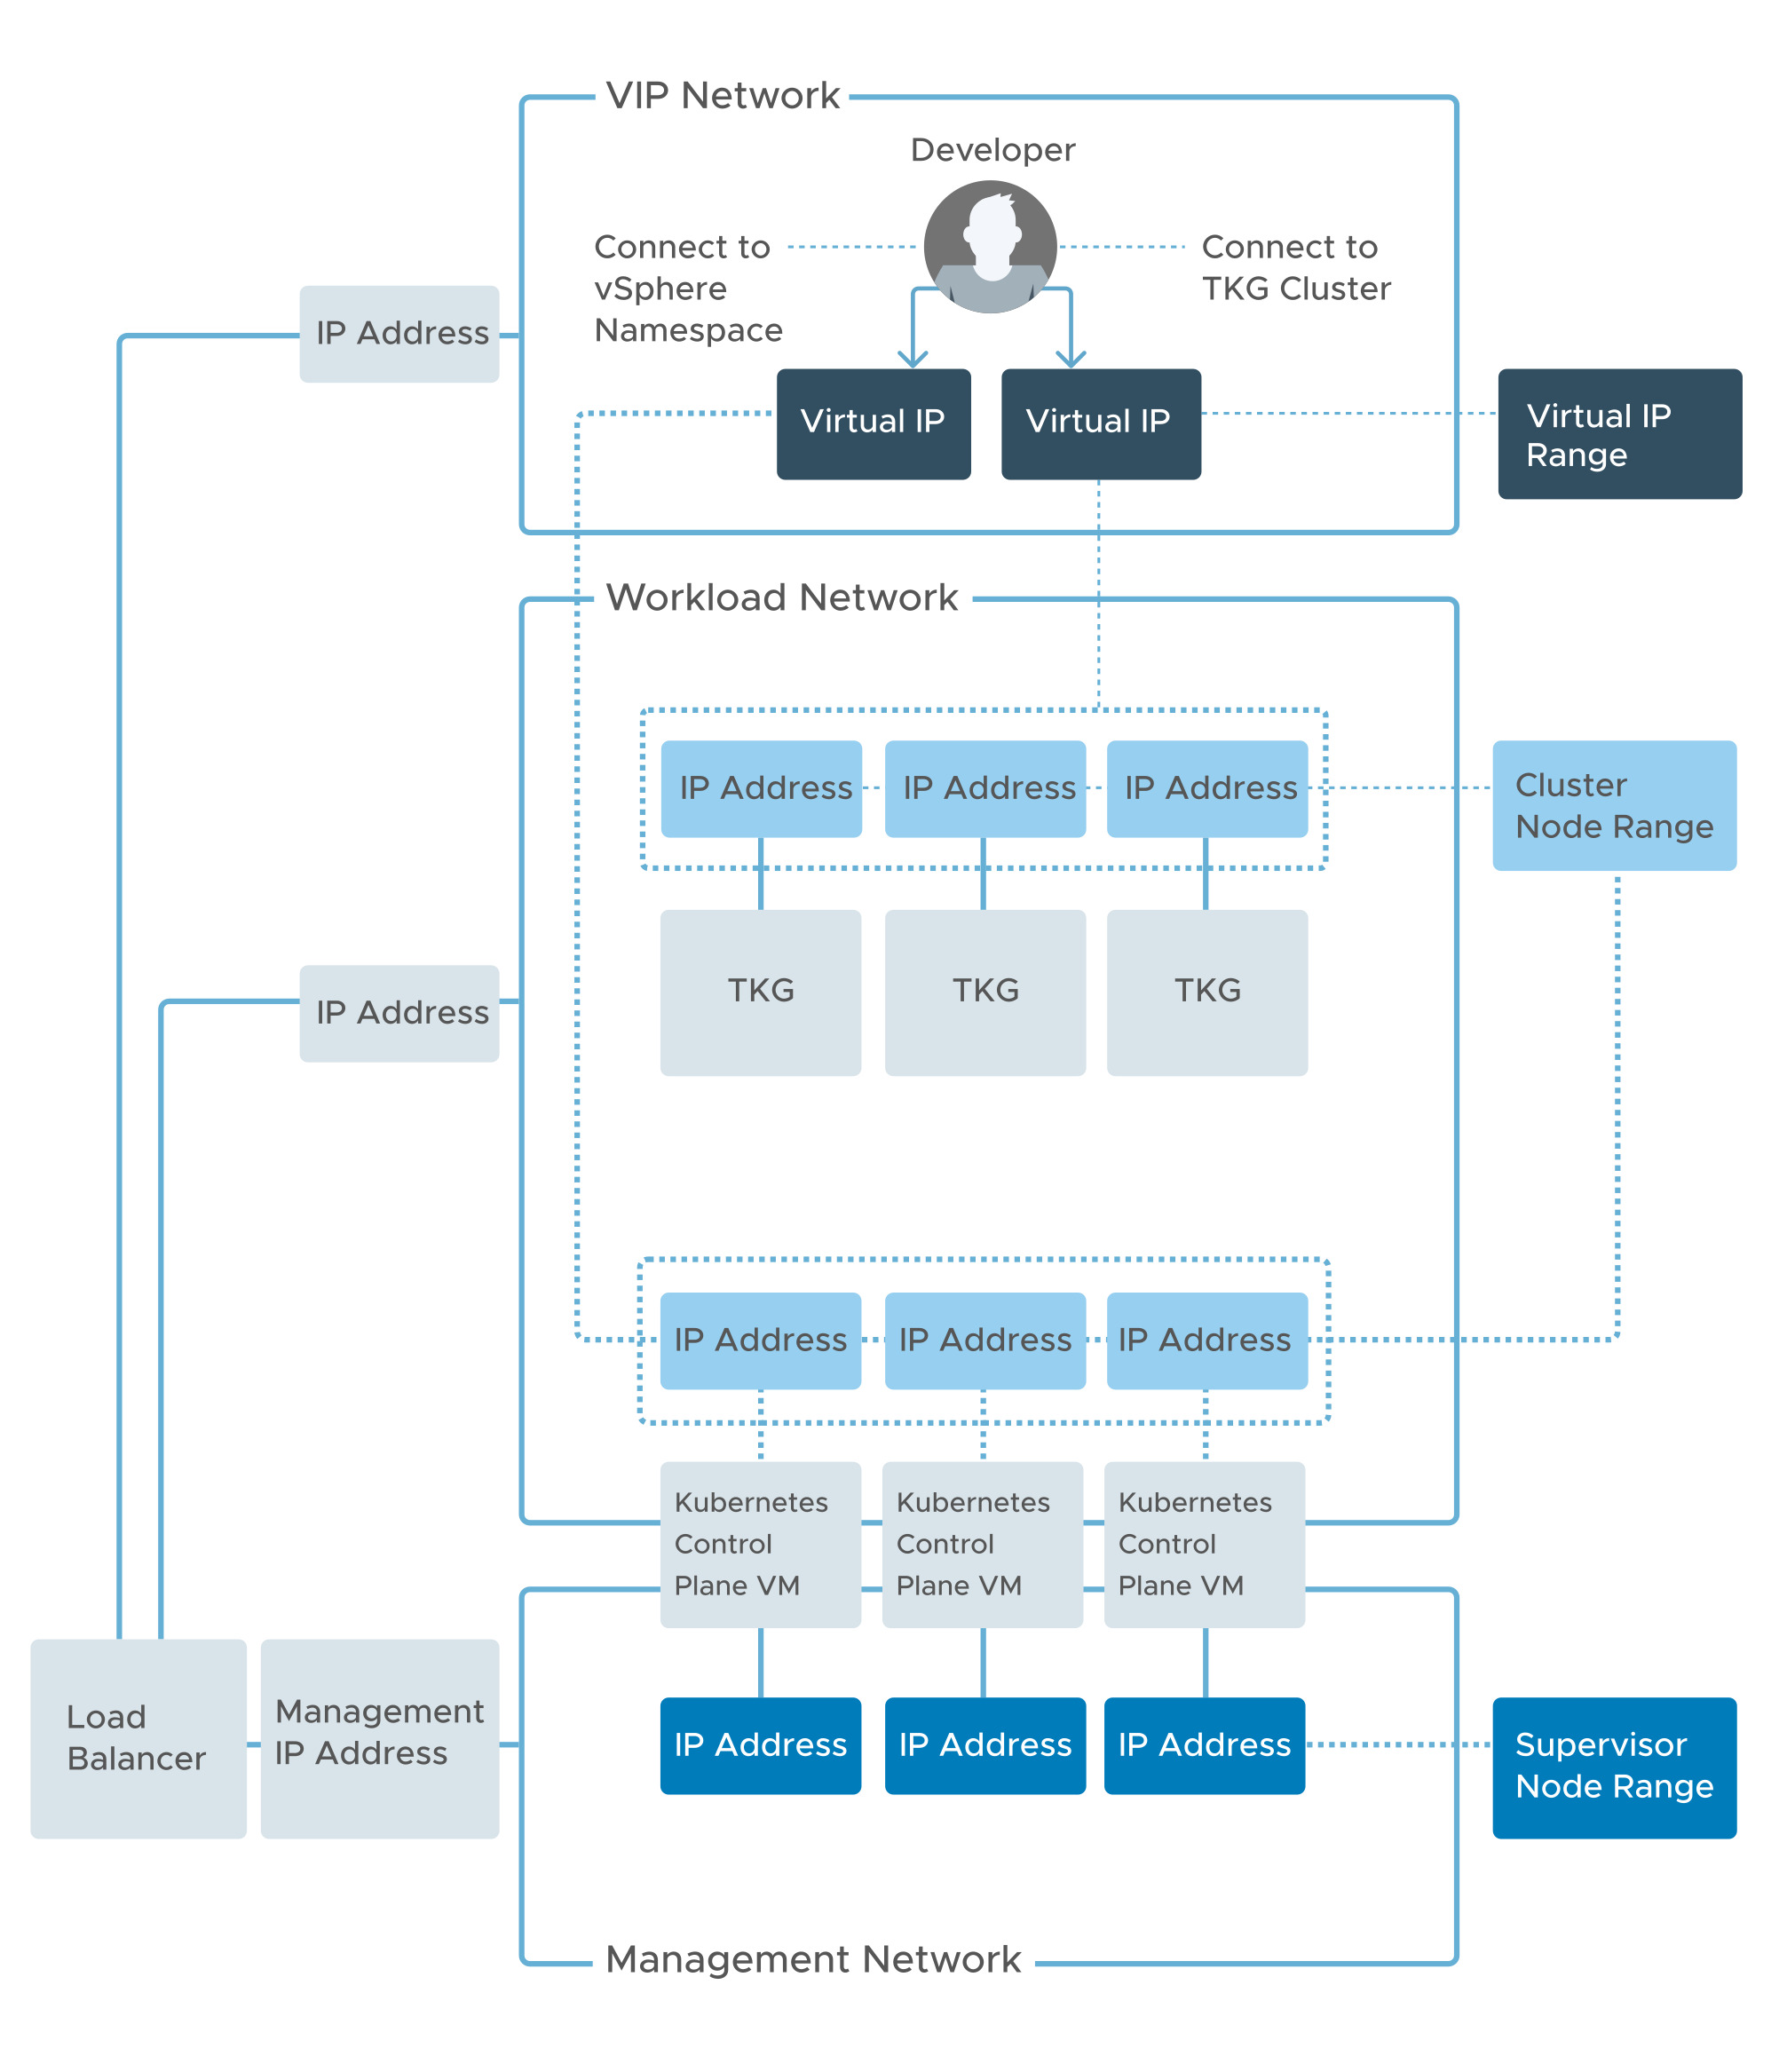 VIP Network
Developer
Connect to
vSphere
Namespace
Connect to
TKG Cluster
IP Address
Virtual IP
Virtual IP
Virtual IP
Range
Workload Network
IP Address
IP Address
IP Address
Cluster
Node Range
TKG
TKG
TKG
IP Address
IP Address
IP Address
IP Address
Kubernetes
Control
Plane VM
Kubernetes
Control
Plane VM
Kubernetes
Control
Plane VM
Load
Balancer
Management
IP Address
IP Address
IP Address
IP Address
Supervisor
Node Range
Management Network